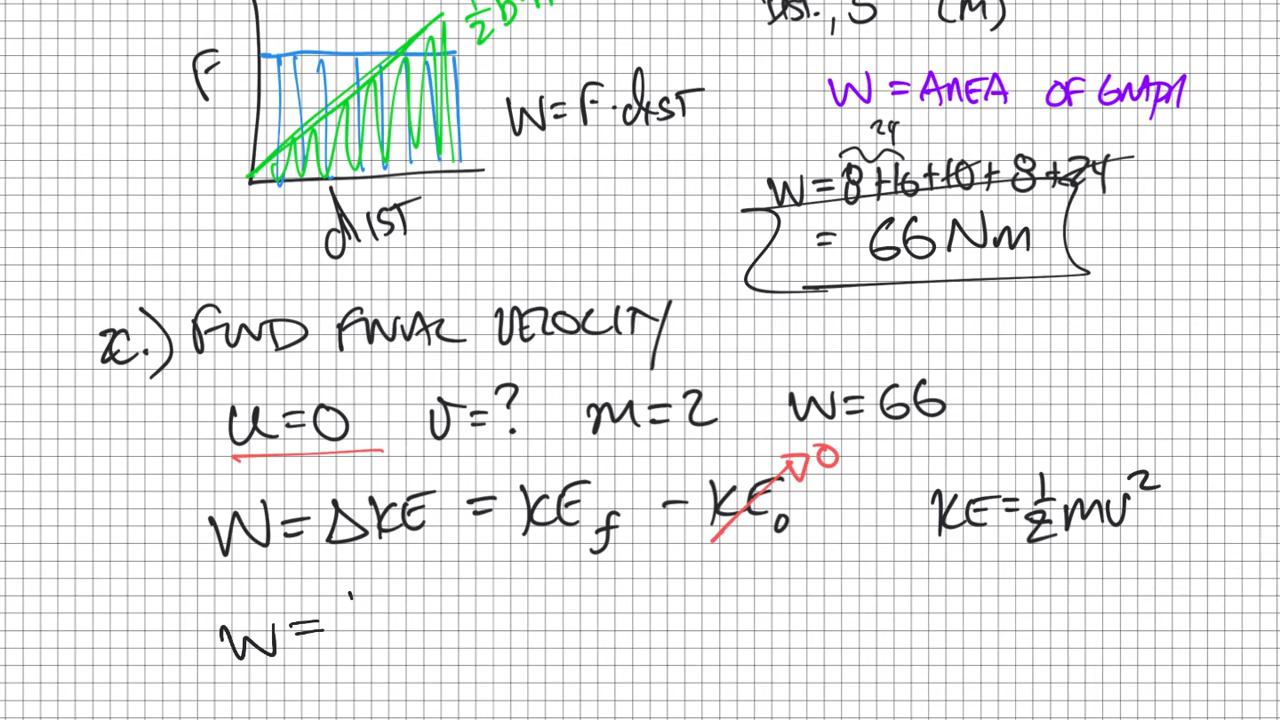 ½b·h
F
W = F·dist
dist
Dist., S (m)
W = AREA OF GRAPH
24
W = 8+16+10+8+24
= 66 Nm
x.) FIND FINAL VELOCITY
u=0 v=? m=2 W=66
W = ΔKE = KEf - KE₀ 0 KE=½mv²
W =